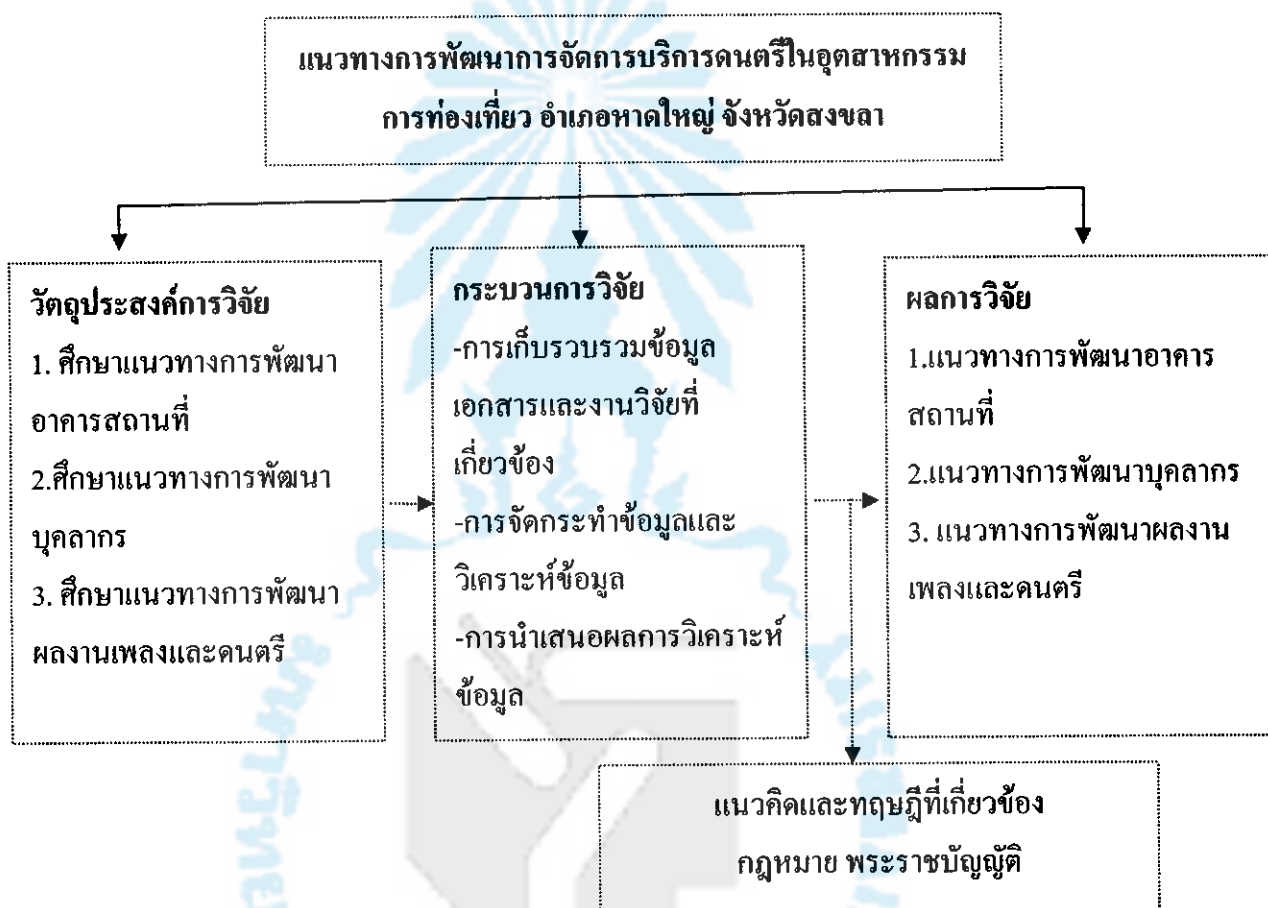 แนวทางการพัฒนาการจัดการบริการดนตรีในอุตสาหกรรม
การท่องเที่ยว อำเภอหาดใหญ่ จังหวัดสงขลา
วัตถุประสงค์การวิจัย
1. ศึกษาแนวทางการพัฒนา
อาคารสถานที่
2.ศึกษาแนวทางการพัฒนา
บุคลากร
3. ศึกษาแนวทางการพัฒนา
ผลงานเพลงและดนตรี
กระบวนการวิจัย
-การเก็บรวบรวมข้อมูล
เอกสารและงานวิจัยที่
เกี่ยวข้อง
-การจัดกระทำข้อมูลและ
วิเคราะห์ข้อมูล
-การนำเสนอผลการวิเคราะห์
ข้อมูล
ผลการวิจัย
1.แนวทางการพัฒนาอาคาร
สถานที่
2.แนวทางการพัฒนาบุคลากร
3. แนวทางการพัฒนาผลงาน
เพลงและดนตรี
แนวคิดและทฤษฎีที่เกี่ยวข้อง
กฎหมาย พระราชบัญญัติ